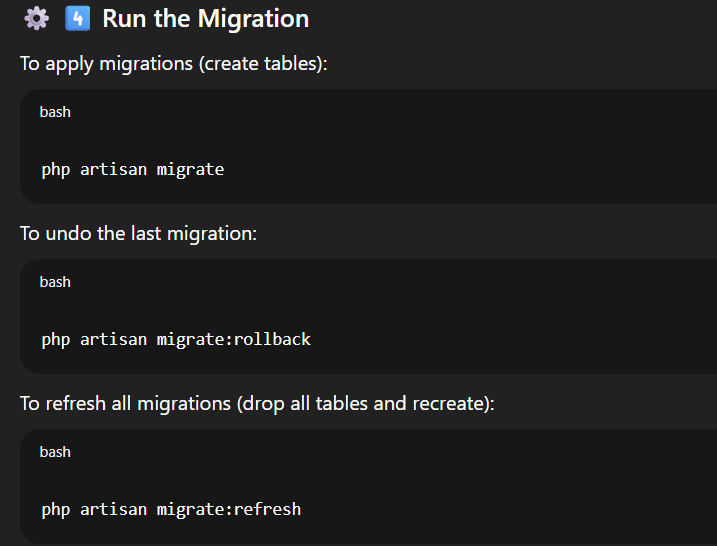 ⚙️ 4️⃣ Run the Migration
To apply migrations (create tables):
bash
php artisan migrate
To undo the last migration:
bash
php artisan migrate:rollback
To refresh all migrations (drop all tables and recreate):
bash
php artisan migrate:refresh